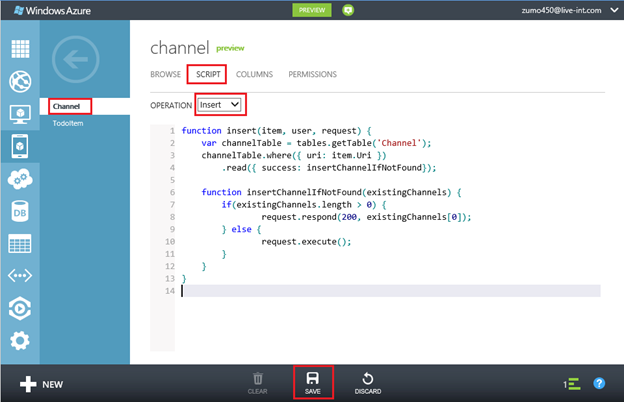 Windows Azure
PREVIEW
zumo450@live-int.com
channel preview
BROWSE SCRIPT COLUMNS PERMISSIONS
Channel
TodoItem
OPERATION Insert
1 function insert(item, user, request) {
2 var channelTable = tables.getTable('Channel');
3 channelTable.where({ uri: item.Uri })
4 .read({ success: insertChannelIfNotFound});
5
6 function insertChannelIfNotFound(existingChannels) {
7 if(existingChannels.length > 0) {
8 request.respond(200, existingChannels[0]);
9 } else {
10 request.execute();
11 }
12 }
13 }
14
DB
NEW
CLEAR
SAVE
DISCARD
1
?